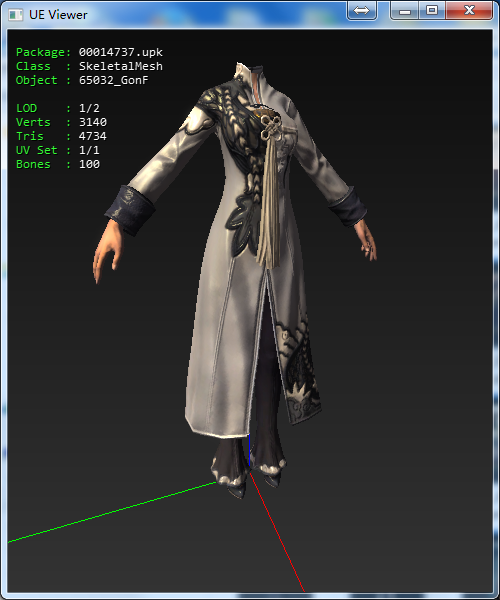 UE Viewer
Package: 00014737.upk
Class : SkeletalMesh
Object : 65032_GonF
LOD : 1/2
Verts : 3140
Tris : 4734
UV Set : 1/1
Bones : 100